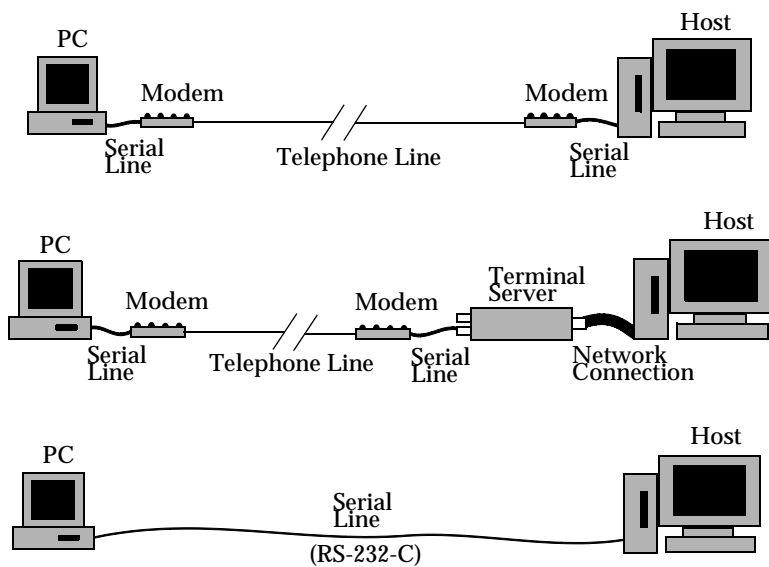 PC
Host
Modem
Modem
Serial
Line
Telephone Line
Serial
Line
PC
Host
Modem
Modem
Terminal
Server
Serial
Line
Telephone Line
Serial
Line
Network
Connection
PC
Host
Serial
Line
(RS-232-C)